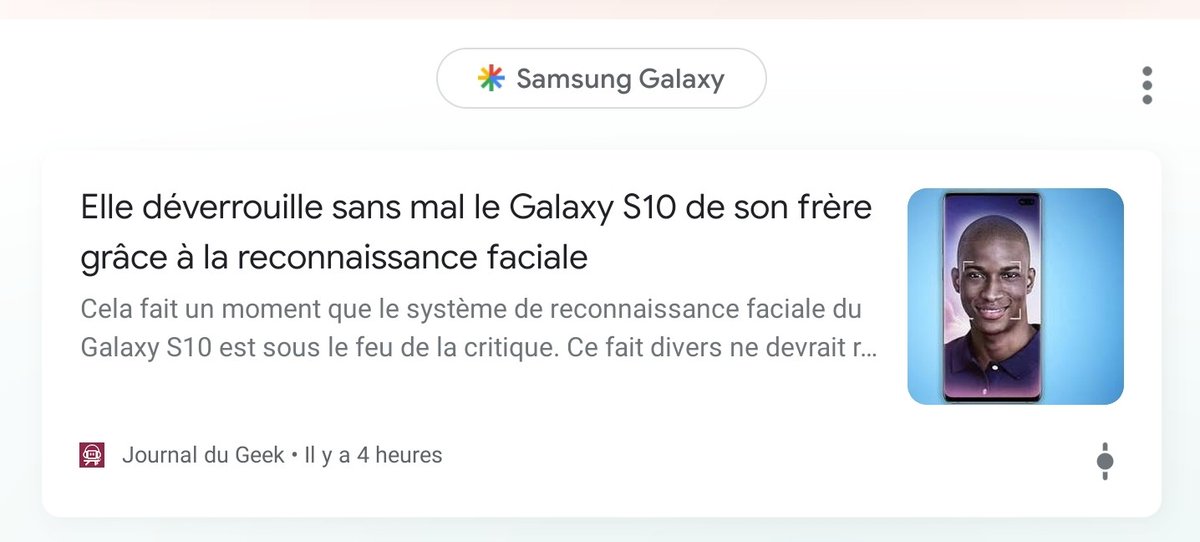 Samsung Galaxy
Elle déverrouille sans mal le Galaxy S10 de son frère
grâce à la reconnaissance faciale
Cela fait un moment que le système de reconnaissance faciale du
Galaxy S10 est sous le feu de la critique. Ce fait divers ne devrait r...
Journal du Geek • Il y a 4 heures